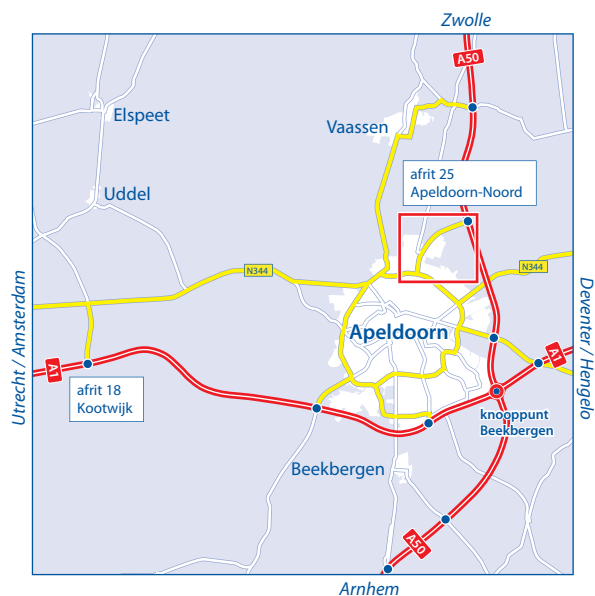 Zwolle
A50
Elspeet
Vaassen
afrit 25
Apeldoorn-Noord
Uddel
N344
N344
Utrecht / Amsterdam
Deventer / Hengelo
Apeldoorn
A1
A1
afrit 18
Kootwijk
knooppunt
Beekbergen
Beekbergen
A50
Arnhem